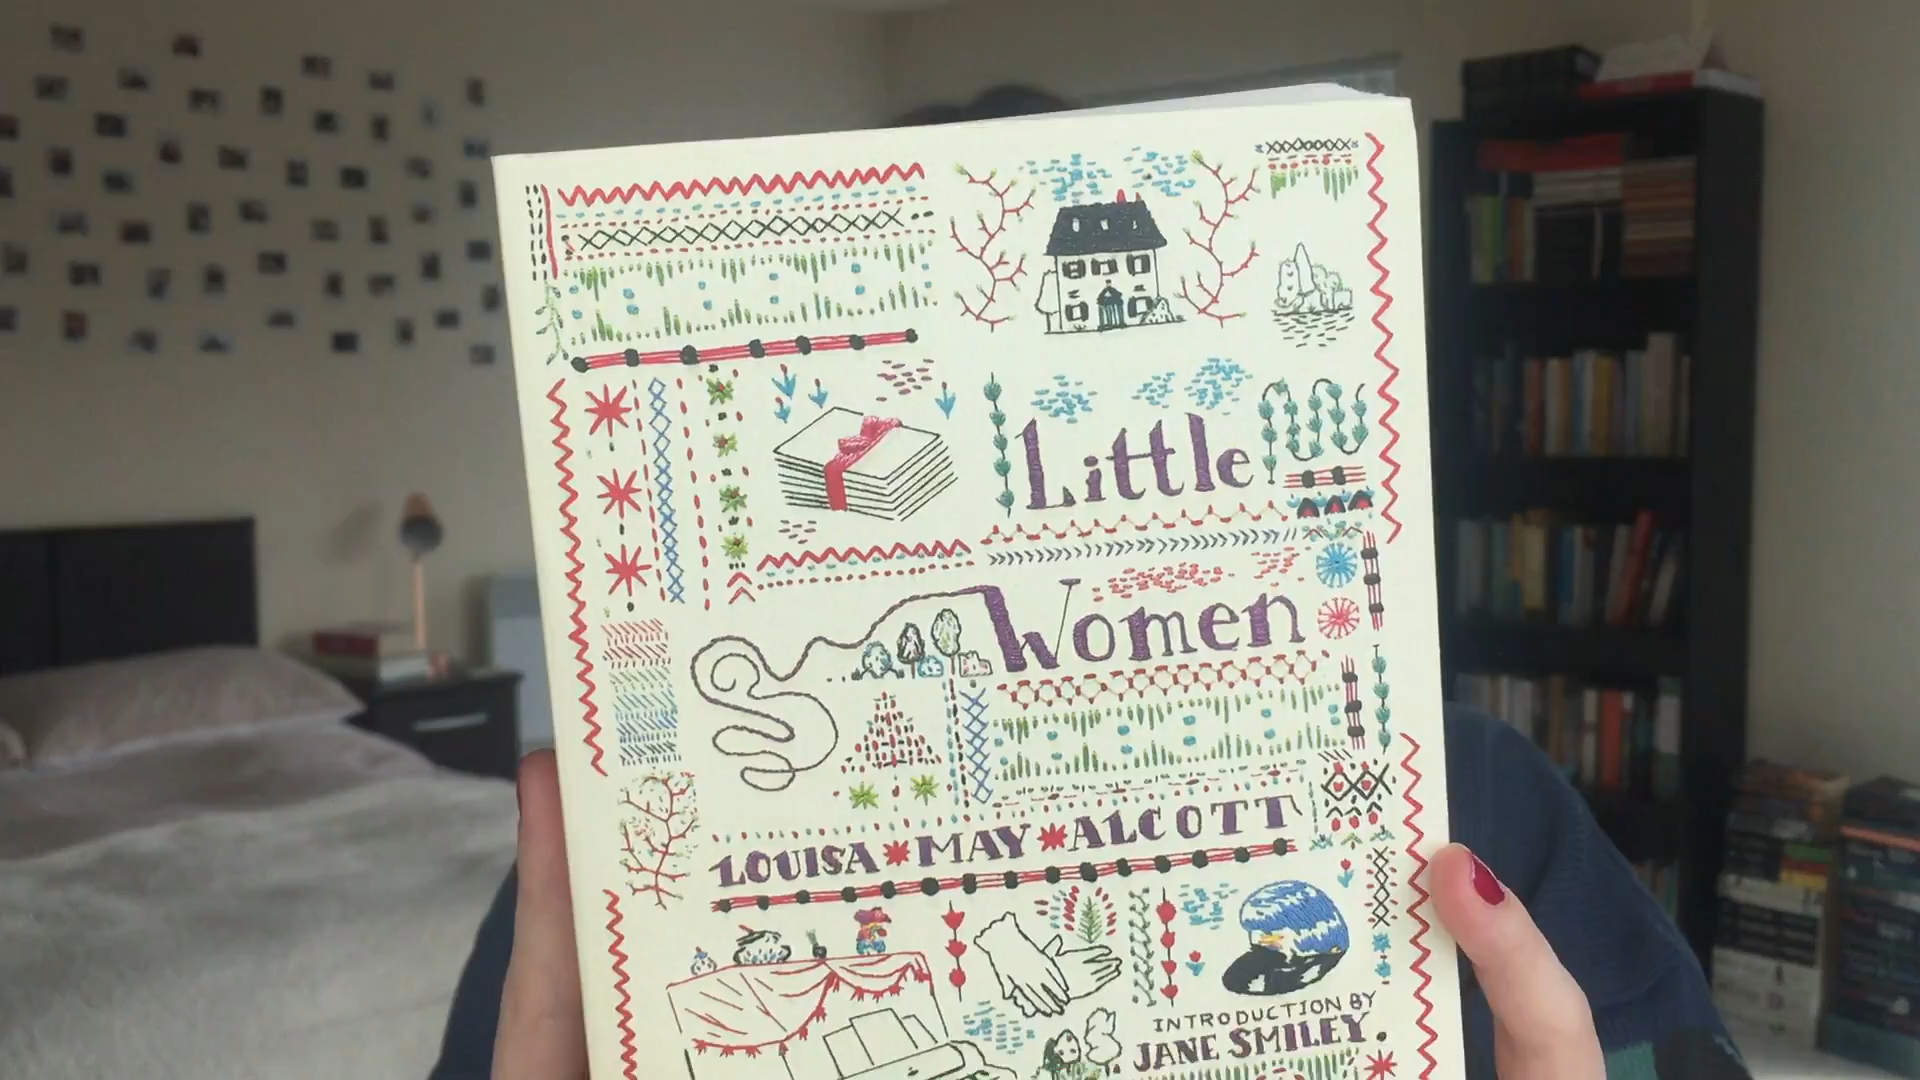 Little
Women
LOUISA MAY ALCOTT
INTRODUCTION BY
JANE SMILEY.